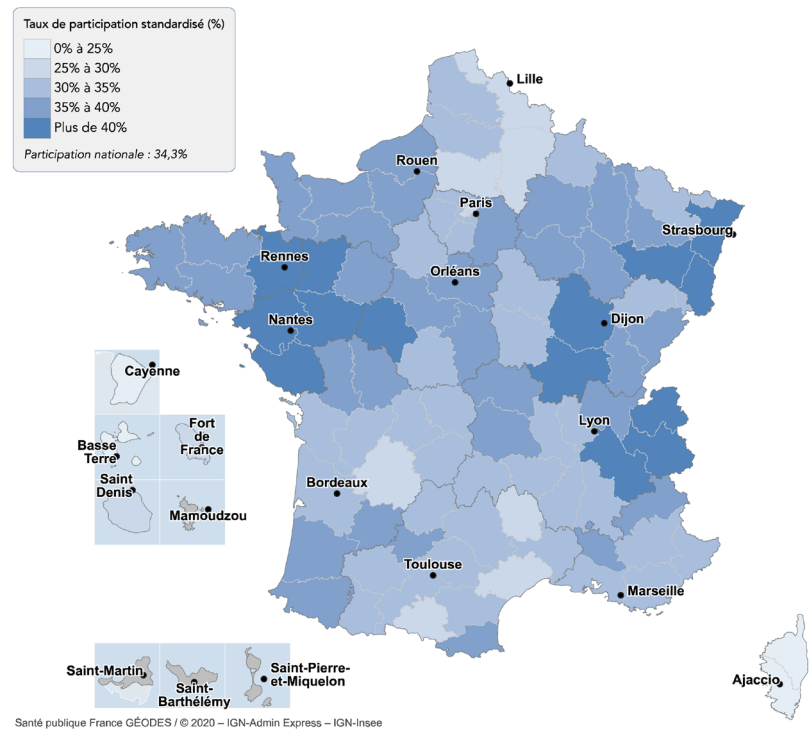 Taux de participation standardisé (%)
0% à 25%
25% à 30%
30% à 35%
35% à 40%
Plus de 40%
Participation nationale : 34,3%
Lille
Rouen
Paris
Strasbourg
Rennes
Orléans
Nantes
Dijon
Cayenne
Fort
de
France
Basse
Terre
Lyon
Saint
Denis
Bordeaux
Mamoudzou
Toulouse
Marseille
Saint-Martin
Saint-
Barthélémy
Saint-Pierre-
et-Miquelon
Ajaccio
Santé publique France GÉODES / © 2020 – IGN-Admin Express – IGN-Insee